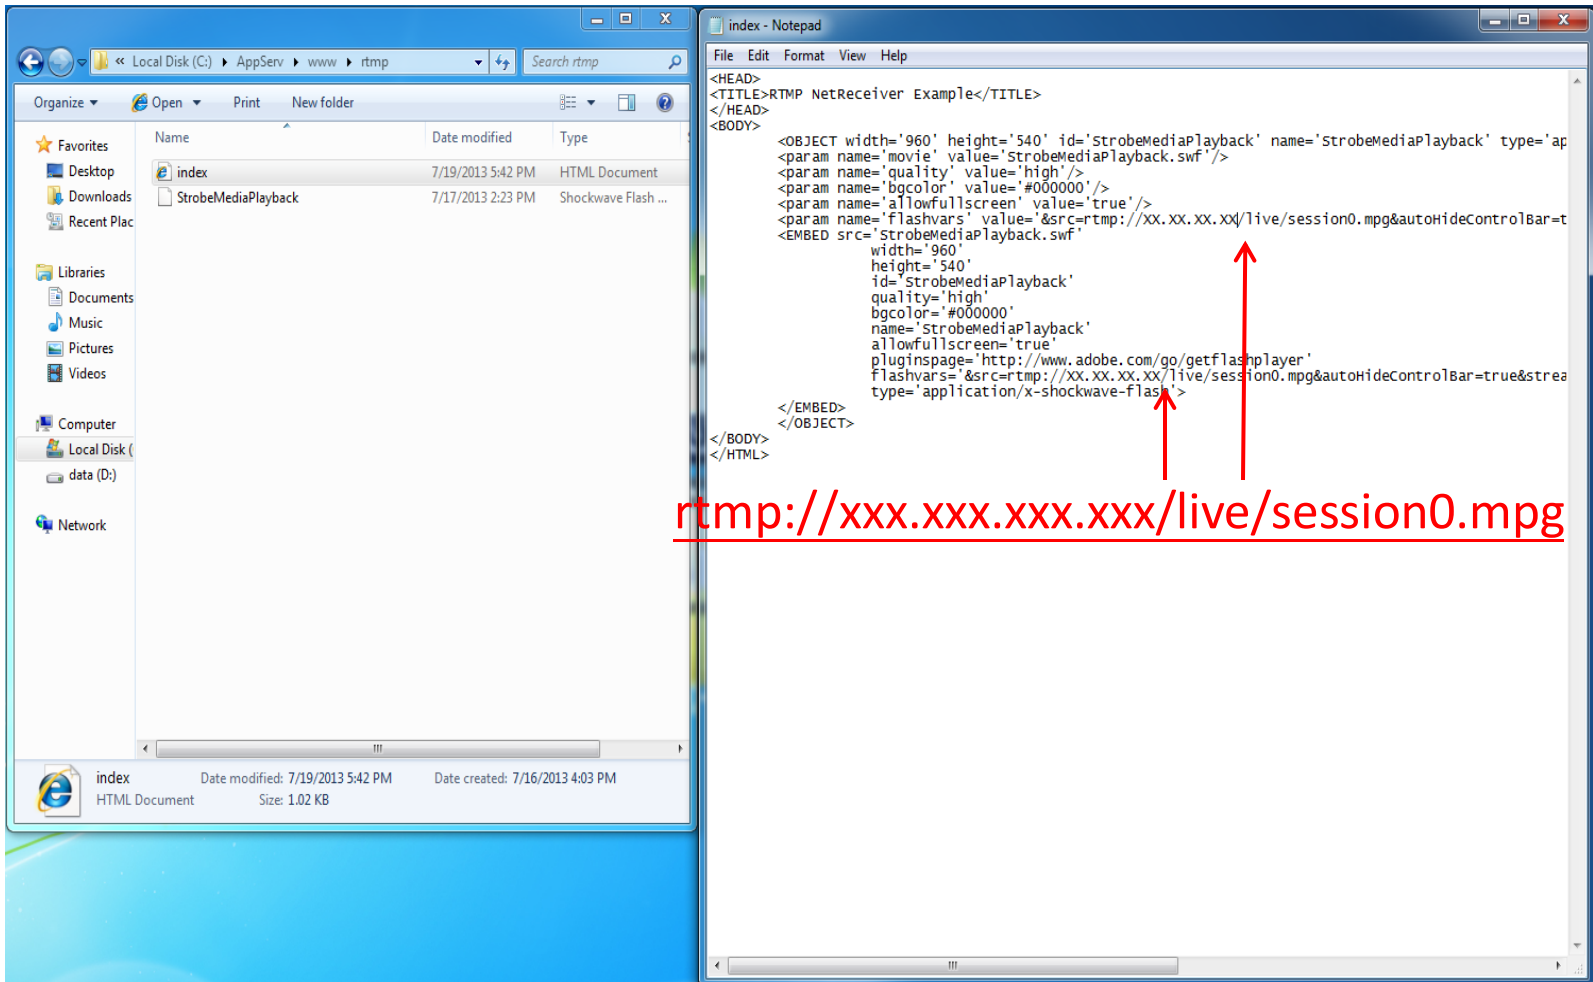 « Local Disk (C:) ▸ AppServ ▸ www ▸ rtmp
Search rtmp
Organize Open Print New folder
Favorites
Desktop
Downloads
Recent Plac
Libraries
Documents
Music
Pictures
Videos
Computer
Local Disk (
data (D:)
Network
Name Date modified Type
index 7/19/2013 5:42 PM HTML Document
StrobeMediaPlayback 7/17/2013 2:23 PM Shockwave Flash ...
index Date modified: 7/19/2013 5:42 PM Date created: 7/16/2013 4:03 PM
HTML Document Size: 1.02 KB
index - Notepad
File Edit Format View Help
<HEAD>
<TITLE>RTMP NetReceiver Example</TITLE>
</HEAD>
<BODY>
<OBJECT width='960' height='540' id='StrobeMediaPlayback' name='StrobeMediaPlayback' type='ap
<param name='movie' value='StrobeMediaPlayback.swf'/>
<param name='quality' value='high'/>
<param name='bgcolor' value='#000000'/>
<param name='allowfullscreen' value='true'/>
<param name='flashvars' value='&src=rtmp://XX.XX.XX.XX/live/session0.mpg&autoHideControlBar=t
<EMBED src='StrobeMediaPlayback.swf'
width='960'
height='540'
id='StrobeMediaPlayback'
quality='high'
bgcolor='#000000'
name='StrobeMediaPlayback'
allowfullscreen='true'
pluginspage='http://www.adobe.com/go/getflashplayer'
flashvars='&src=rtmp://XX.XX.XX.XX/live/session0.mpg&autoHideControlBar=true&strea
type='application/x-shockwave-flash'>
</EMBED>
</OBJECT>
</BODY>
</HTML>
rtmp://xxx.xxx.xxx.xxx/live/session0.mpg